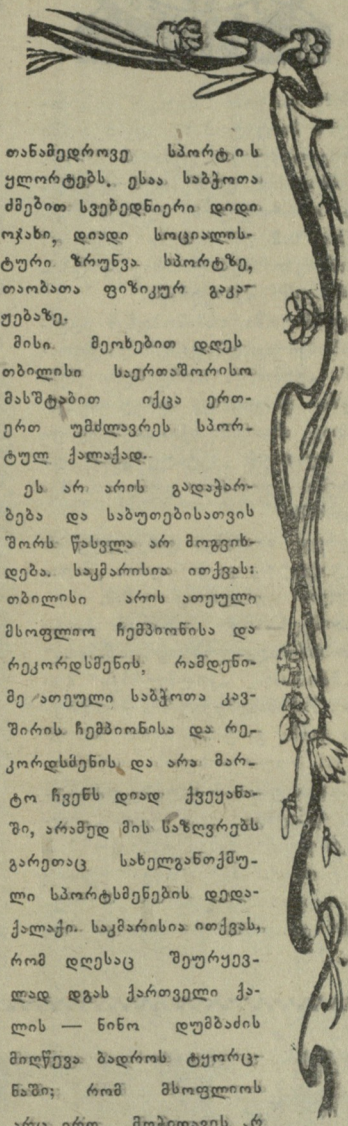 თანამედროვე სპორტის
ყლორტებს. ესაა საბჭოთა
ძმებით სვებედნიერი დიდი
ოჯახი, დიადი სოციალის-
ტური ზრუნვა სპორტზე,
თაობათა ფიზიკურ გაკა-
ჟებაზე.
მისი მეოხებით დღეს
თბილისი საერთაშორისო
მასშტაბით იქცა ერთ-
ერთ უმძლავრეს სპორ-
ტულ ქალაქად.
ეს არ არის გადაჭარ-
ბება და საბუთებისათვის
შორს წასვლა არ მოგვიხ-
დება. საკმარისია ითქვას:
თბილისი არის ათეული
მსოფლიო ჩემპიონისა და
რეკორდსმენის, რამდენი-
მე ათეული საბჭოთა კავ-
შირის ჩემპიონისა და რე-
კორდსმენის და არა მარ-
ტო ჩვენს დიად ქვეყანა-
ში, არამედ მის საზღვრებს
გარეთაც სახელგანთქმუ-
ლი სპორტსმენების დედა-
ქალაქი. საკმარისია ითქვას,
რომ დღესაც შეურყევ-
ლად დგას ქართველი ქა-
ლის — ნინო დუმბაძის
მიღწევა ბადროს ტყორც-
ნაში; რომ მსოფლიოს